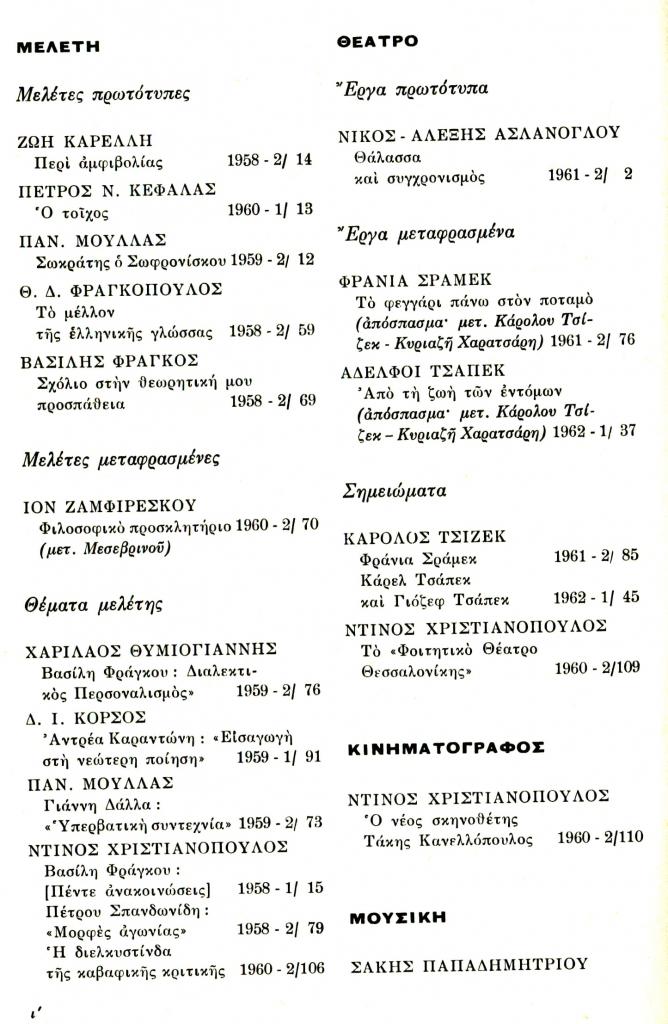 ΜΕΛΕΤΗ
Μελέτες πρωτότυπες
ΖΩΗ ΚΑΡΕΛΛΗ
Περὶ ἀμφιβολίας 1958 - 2/ 14
ΠΕΤΡΟΣ Ν. ΚΕΦΑΛΑΣ
Ὁ τοῖχος 1960 - 1/ 13
ΠΑΝ. ΜΟΥΛΛΑΣ
Σωκράτης ὁ Σωφρονίσκου 1959 - 2/ 12
Θ. Δ. ΦΡΑΓΚΟΠΟΥΛΟΣ
Τὸ μέλλον
τῆς ἑλληνικῆς γλώσσας 1958 - 2/ 59
ΒΑΣΙΛΗΣ ΦΡΑΓΚΟΣ
Σχόλιο στὴν θεωρητική μου
προσπάθεια 1958 - 2/ 69
Μελέτες μεταφρασμένες
ΙΟΝ ΖΑΜΦΙΡΕΣΚΟΥ
Φιλοσοφικὸ προσκλητήριο 1960 - 2/ 70
(μετ. Μεσεβρινοῦ)
Θέματα μελέτης
ΧΑΡΙΛΑΟΣ ΘΥΜΙΟΓΙΑΝΝΗΣ
Βασίλη Φράγκου : Διαλεκτι-
κὸς Περσοναλισμὸς» 1959 - 2/ 76
Δ. Ι. ΚΟΡΣΟΣ
Ἀντρέα Καραντώνη : «Εἰσαγωγὴ
στὴ νεώτερη ποίηση» 1959 - 1/ 91
ΠΑΝ. ΜΟΥΛΛΑΣ
Γιάννη Δάλλα :
«Ὑπερβατικὴ συντεχνία» 1959 - 2/ 73
ΝΤΙΝΟΣ ΧΡΙΣΤΙΑΝΟΠΟΥΛΟΣ
Βασίλη Φράγκου :
[Πέντε ἀνακοινώσεις] 1958 - 1/ 15
Πέτρου Σπανδωνίδη :
«Μορφὲς ἀγωνίας» 1958 - 2/ 79
Ἡ διελκυστίνδα
τῆς καβαφικῆς κριτικῆς 1960 - 2/106
ι′
ΘΕΑΤΡΟ
Ἔργα πρωτότυπα
ΝΙΚΟΣ - ΑΛΕΞΗΣ ΑΣΛΑΝΟΓΛΟΥ
Θάλασσα
καὶ συγχρονισμὸς 1961 - 2/ 2
Ἔργα μεταφρασμένα
ΦΡΑΝΙΑ ΣΡΑΜΕΚ
Τὸ φεγγάρι πάνω στὸν ποταμὸ
(ἀπόσπασμα· μετ. Κάρολου Τσί-
ζεκ - Κυριαζῆ Χαρατσάρη) 1961 - 2/ 76
ΑΔΕΛΦΟΙ ΤΣΑΠΕΚ
Ἀπὸ τὴ ζωὴ τῶν ἐντόμων
(ἀπόσπασμα· μετ. Κάρολου Τσί-
ζεκ – Κυριαζῆ Χαρατσάρη) 1962 - 1/ 37
Σημειώματα
ΚΑΡΟΛΟΣ ΤΣΙΖΕΚ
Φράνια Σράμεκ 1961 - 2/ 85
Κάρελ Τσάπεκ
καὶ Γιόζεφ Τσάπεκ 1962 - 1/ 45
ΝΤΙΝΟΣ ΧΡΙΣΤΙΑΝΟΠΟΥΛΟΣ
Τὸ «Φοιτητικὸ Θέατρο
Θεσσαλονίκης» 1960 - 2/109
ΚΙΝΗΜΑΤΟΓΡΑΦΟΣ
ΝΤΙΝΟΣ ΧΡΙΣΤΙΑΝΟΠΟΥΛΟΣ
Ὁ νέος σκηνοθέτης
Τάκης Κανελλόπουλος 1960 - 2/110
ΜΟΥΣΙΚΗ
ΣΑΚΗΣ ΠΑΠΑΔΗΜΗΤΡΙΟΥ